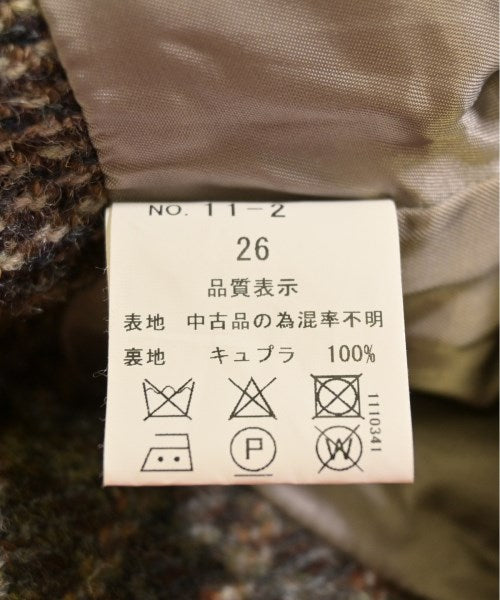 NO. 11-2
26
品質表示
表地 中古品の為混率不明
裏地 キュプラ 100%
1110341
P
W